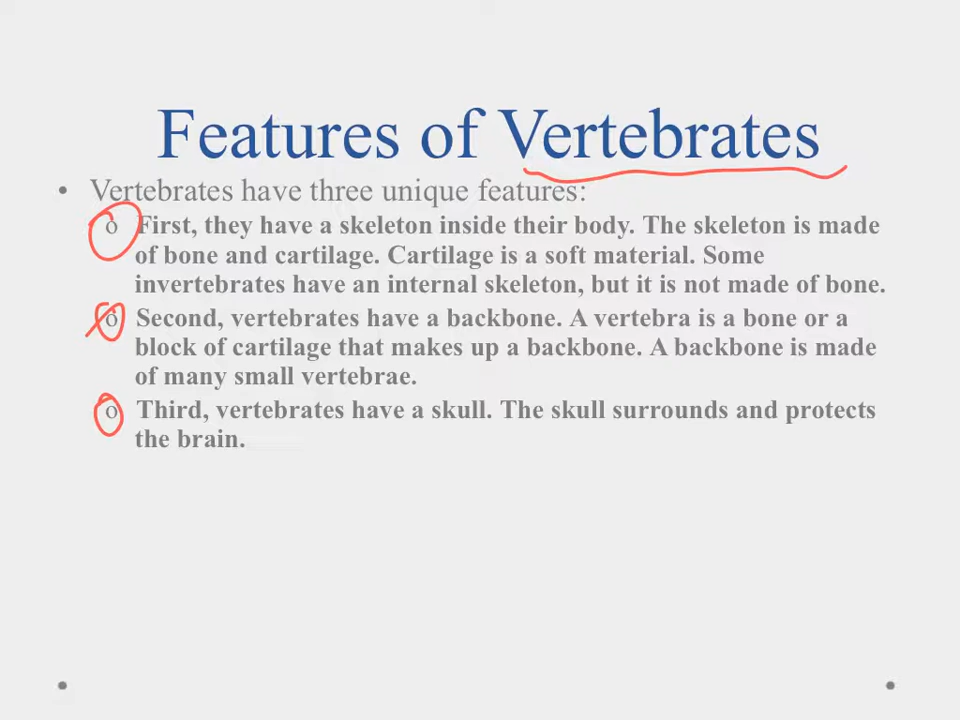 Features of Vertebrates
• Vertebrates have three unique features:
o First, they have a skeleton inside their body. The skeleton is made
of bone and cartilage. Cartilage is a soft material. Some
invertebrates have an internal skeleton, but it is not made of bone.
o Second, vertebrates have a backbone. A vertebra is a bone or a
block of cartilage that makes up a backbone. A backbone is made
of many small vertebrae.
o Third, vertebrates have a skull. The skull surrounds and protects
the brain.